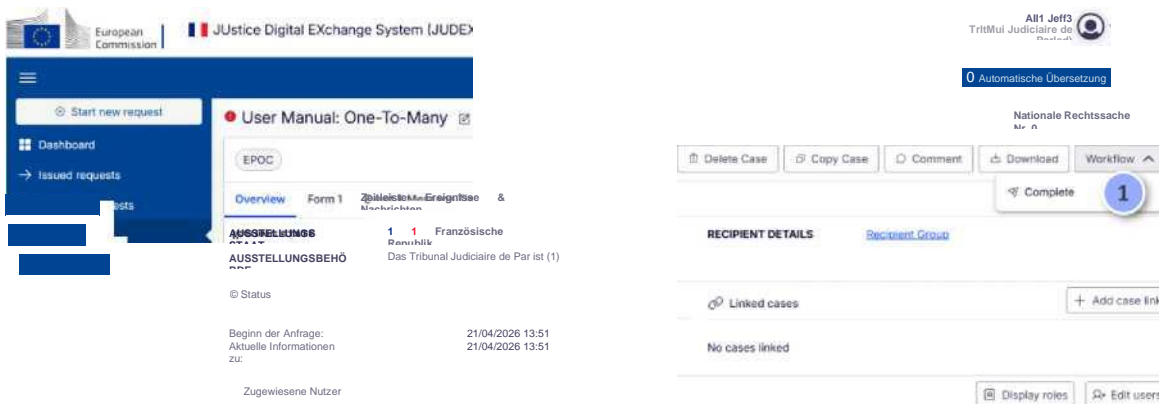 European
Commission
JUstice Digital EXchange System (JUDEX
All1 Jeff3
TrltMui Judiciaire de
0 Automatische Übersetzung
Start new request
User Manual: One-To-Many
Nationale Rechtssache
Dashboard
EPOC
Delete Case
Copy Case
Comment
Download
Workflow
Issued requests
Complete
1
ests
Overview
Form 1
&
1 1 Französische
RECIPIENT DETAILS
Recipient Group
AUSSTELLUNGSBEHÖ
Das Tribunal Judiciaire de Par ist (1)
© Status
Linked cases
+ Add case link
Beginn der Anfrage:
21/04/2026 13:51
Aktuelle Informationen
21/04/2026 13:51
zu:
No cases linked
Zugewiesene Nutzer
Display roles
Edit users